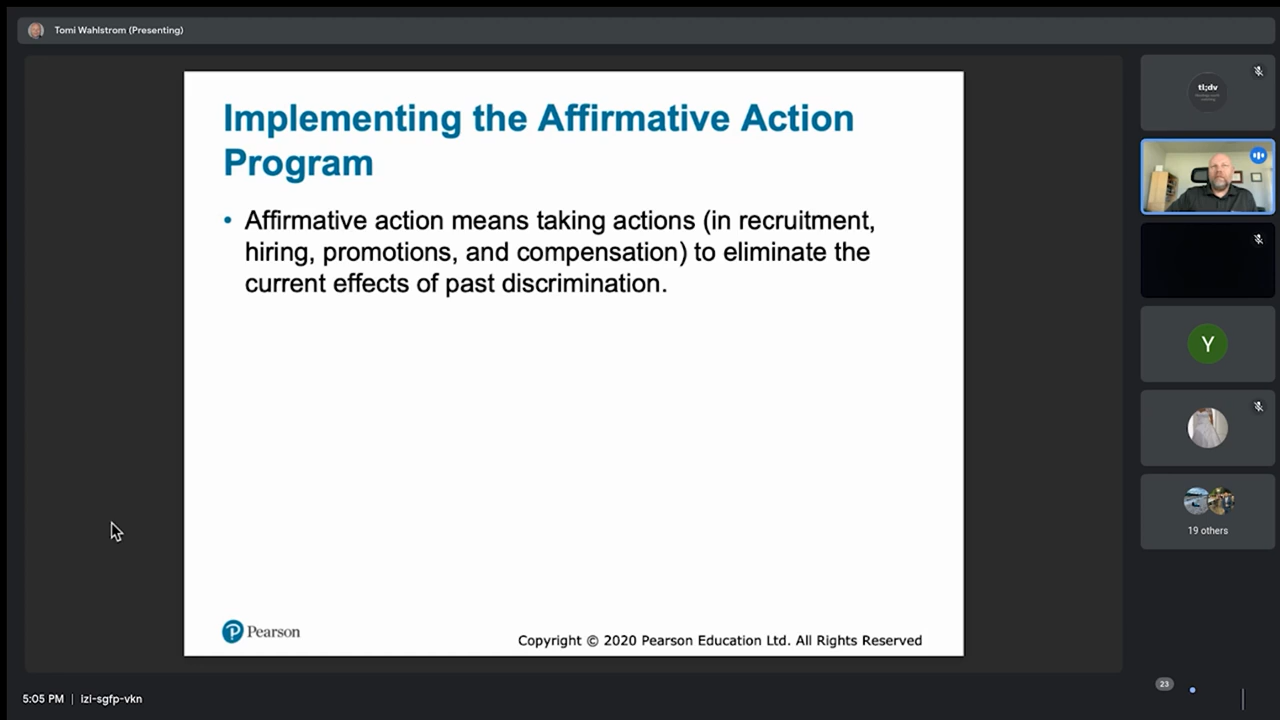 Tomi Wahlstrom (Presenting)
Implementing the Affirmative Action
Program
• Affirmative action means taking actions (in recruitment,
hiring, promotions, and compensation) to eliminate the
current effects of past discrimination.
Pearson
Copyright © 2020 Pearson Education Ltd. All Rights Reserved
tl;dv
Y
19 others
5:05 PM | izl-sgfp-vkn
23